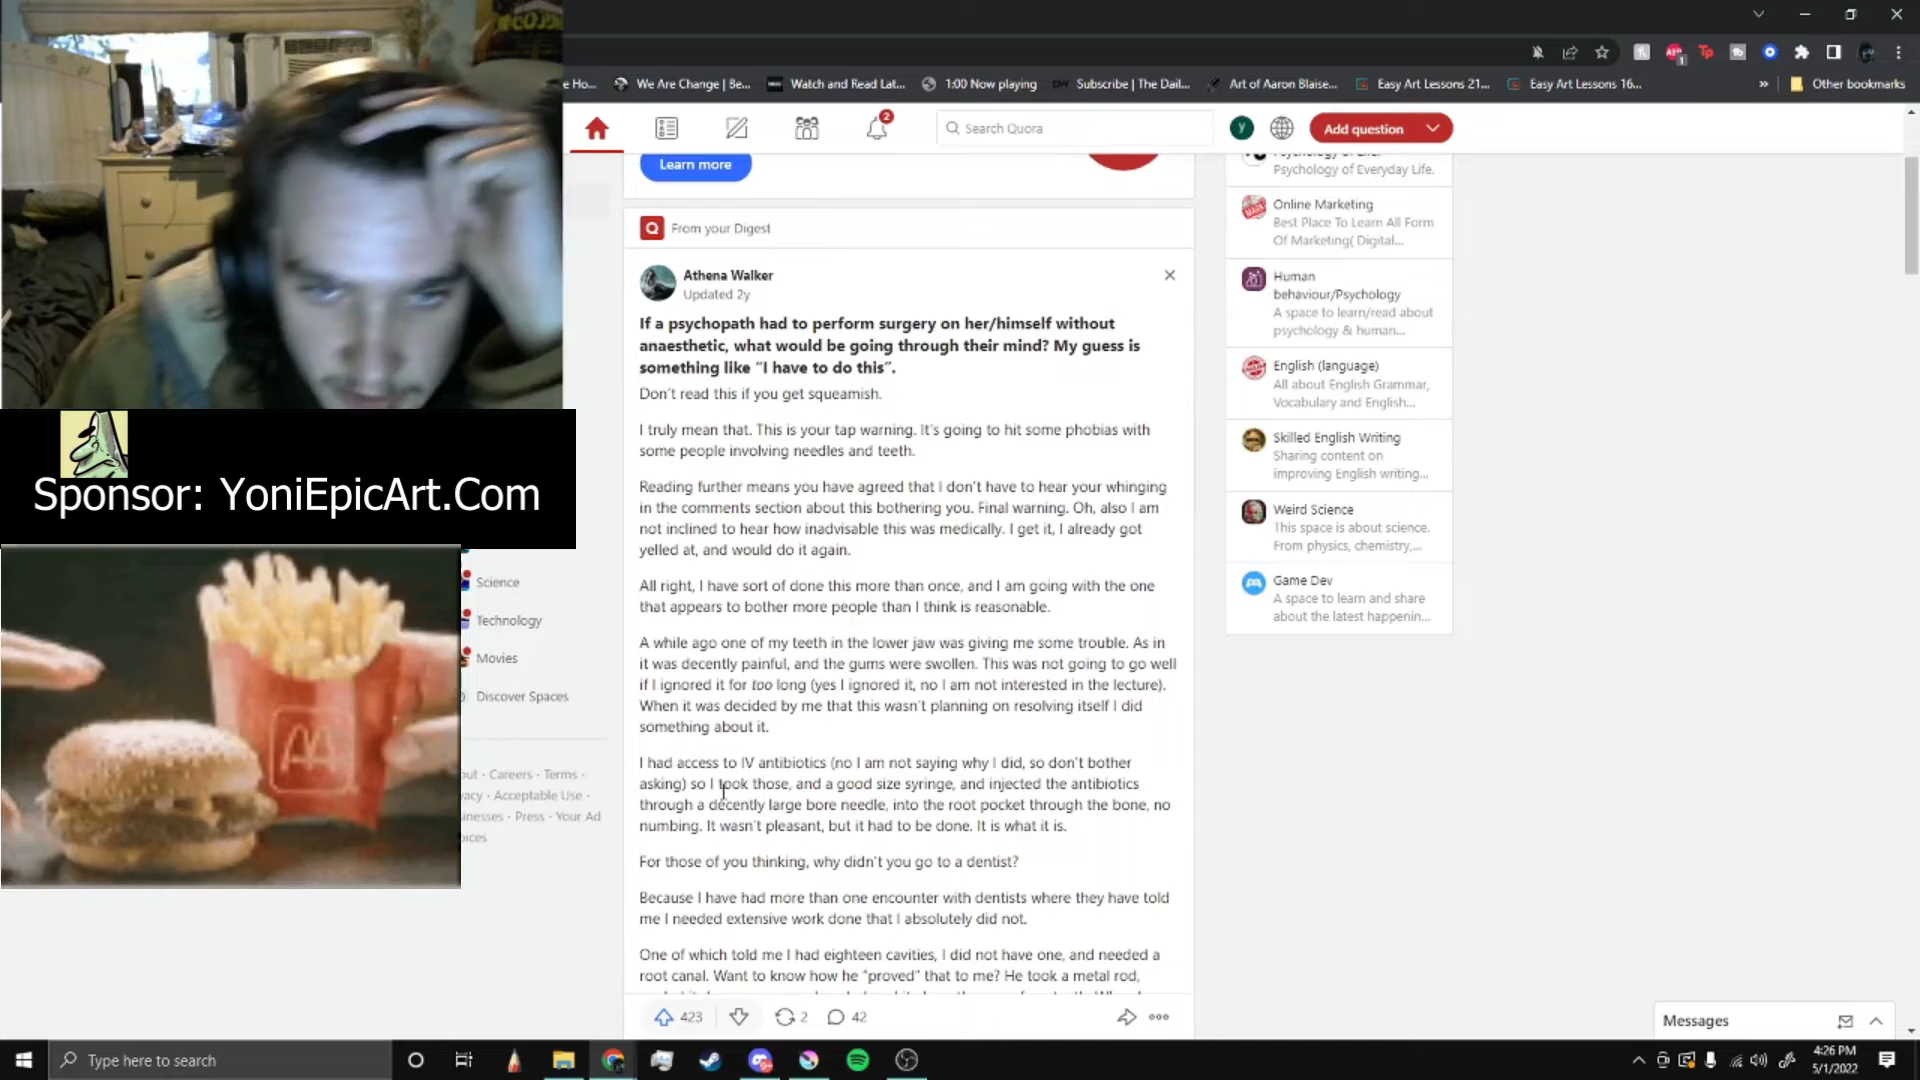 e Ho...
We Are Change | Be...
Watch and Read Lat...
1:00 Now playing
Subscribe | The Dail...
Art of Aaron Blaise...
Easy Art Lessons 21...
Easy Art Lessons 16...
»
Other bookmarks
2
Search Quora
y
Add question
Learn more
Psychology of Everyday Life.
From your Digest
Athena Walker
Updated 2y
If a psychopath had to perform surgery on her/himself without
anaesthetic, what would be going through their mind? My guess is
something like “I have to do this”.
Don’t read this if you get squeamish.
I truly mean that. This is your tap warning. It’s going to hit some phobias with
some people involving needles and teeth.
Reading further means you have agreed that I don’t have to hear your whinging
in the comments section about this bothering you. Final warning. Oh, also I am
not inclined to hear how inadvisable this was medically. I get it, I already got
yelled at, and would do it again.
All right, I have sort of done this more than once, and I am going with the one
that appears to bother more people than I think is reasonable.
A while ago one of my teeth in the lower jaw was giving me some trouble. As in
it was decently painful, and the gums were swollen. This was not going to go well
if I ignored it for too long (yes I ignored it, no I am not interested in the lecture).
When it was decided by me that this wasn’t planning on resolving itself I did
something about it.
I had access to IV antibiotics (no I am not saying why I did, so don’t bother
asking) so I took those, and a good size syringe, and injected the antibiotics
through a decently large bore needle, into the root pocket through the bone, no
numbing. It wasn’t pleasant, but it had to be done. It is what it is.
For those of you thinking, why didn’t you go to a dentist?
Because I have had more than one encounter with dentists where they have told
me I needed extensive work done that I absolutely did not.
One of which told me I had eighteen cavities, I did not have one, and needed a
root canal. Want to know how he “proved” that to me? He took a metal rod,
423
2
42
Online Marketing
Best Place To Learn All Form
Of Marketing( Digital...
Human
behaviour/Psychology
A space to learn/read about
psychology & human...
English (language)
All about English Grammar,
Vocabulary and English...
Skilled English Writing
Sharing content on
improving English writing...
Weird Science
This space is about science.
From physics, chemistry,...
Game Dev
A space to learn and share
about the latest happenin...
Sponsor: YoniEpicArt.Com
Science
Technology
Movies
Discover Spaces
out · Careers · Terms ·
vacy · Acceptable Use ·
inesses · Press · Your Ad
oices
Messages
Type here to search
4:26 PM
5/1/2022